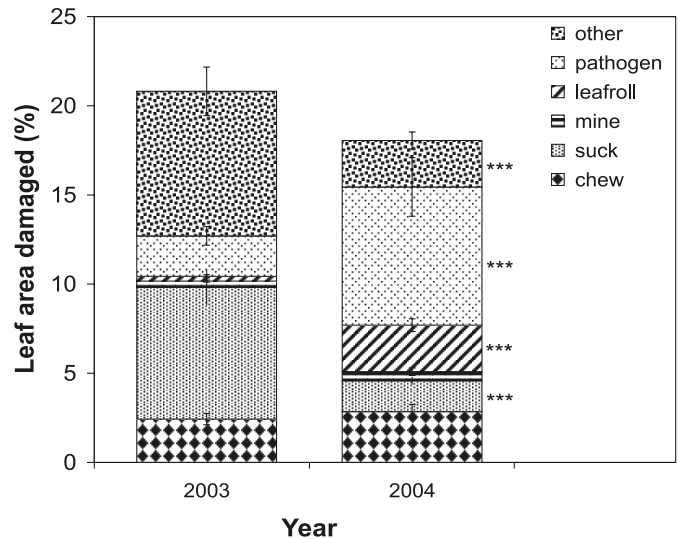 25
20
15
10
5
0
Leaf area damaged (%)
other
pathogen
leafroll
mine
suck
chew
***
***
***
***
2003 2004
Year